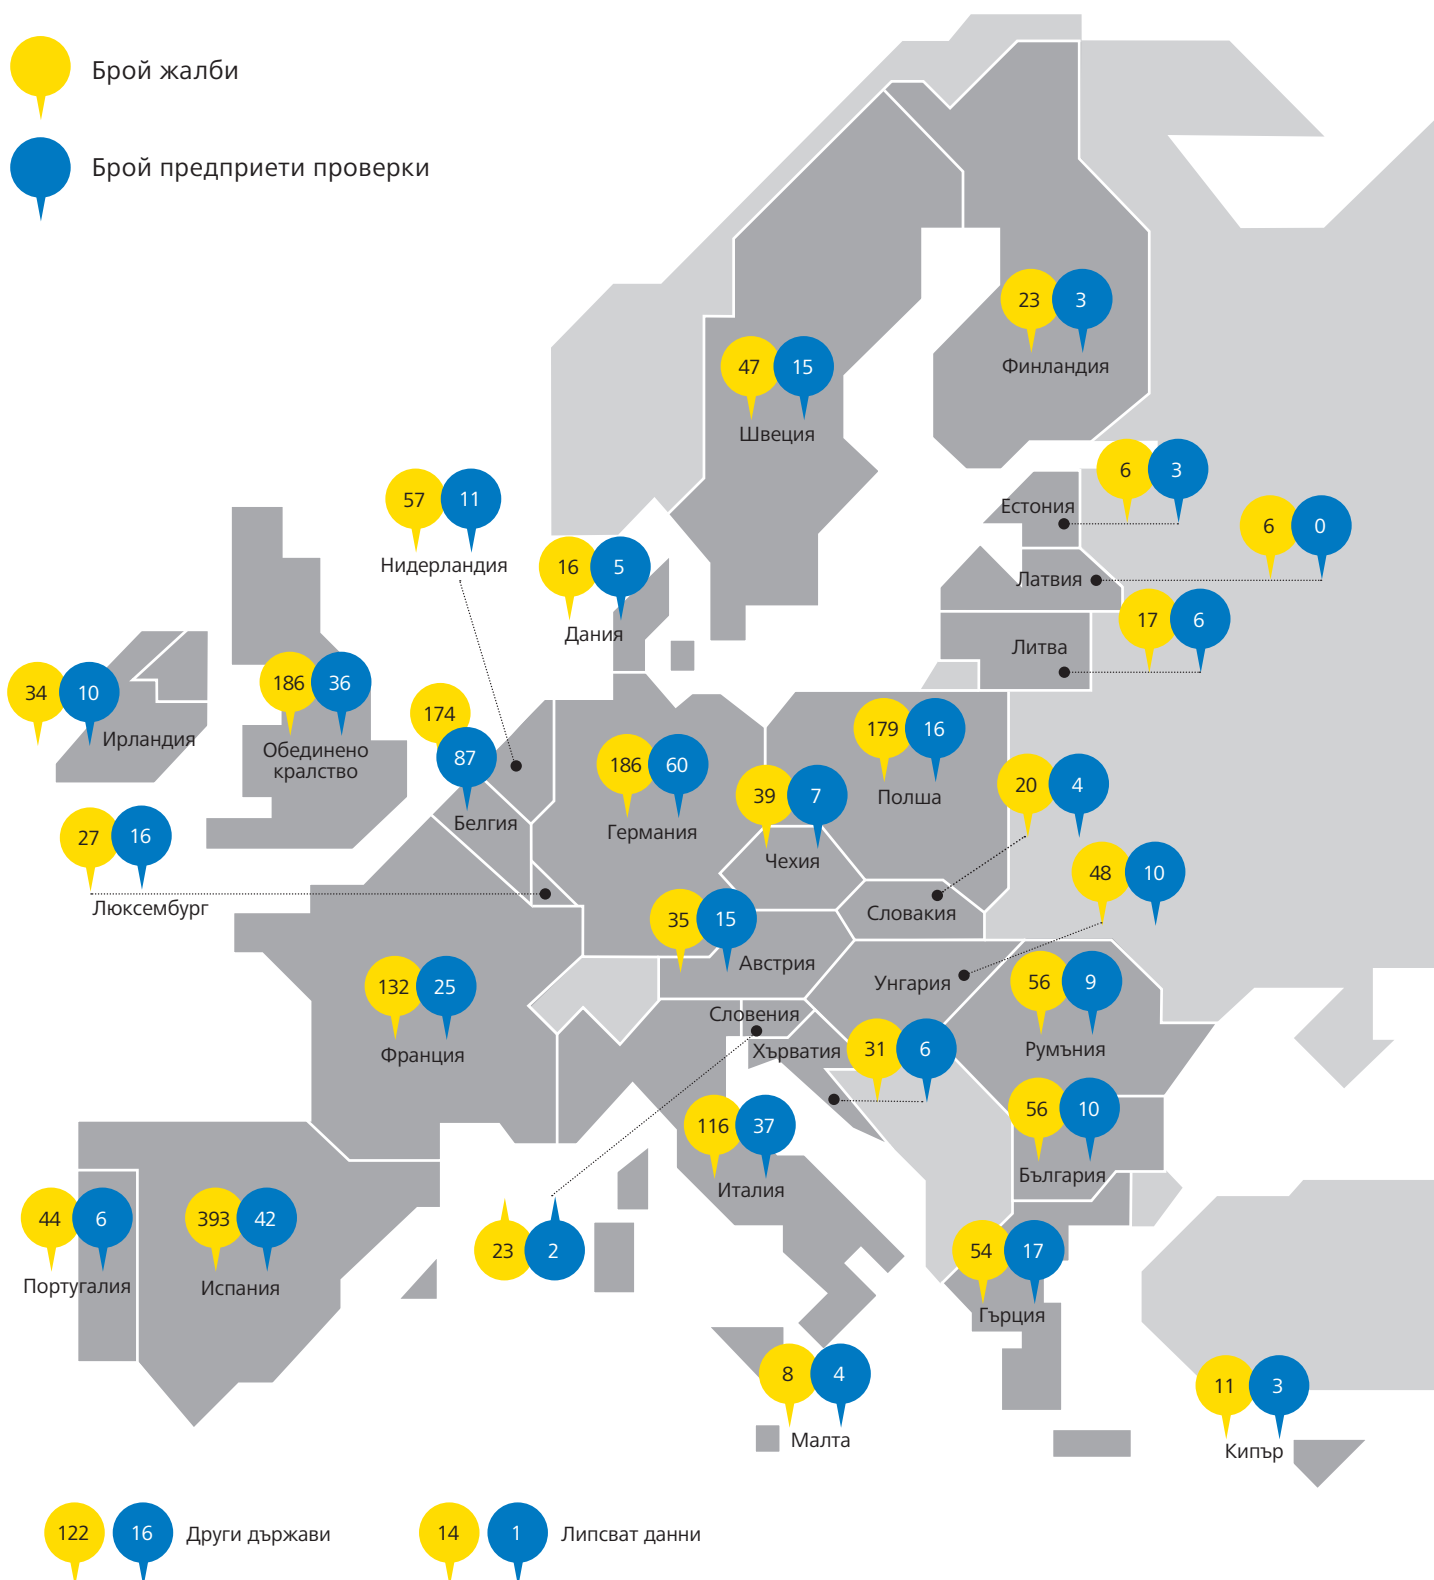 Брой жалби
Брой предприети проверки
23 3
Финландия
47 15
Швеция
6 3
Естония
57 11
Нидерландия
6 0
Латвия
16 5
Дания
17 6
Литва
34 10
Ирландия
186 36
Обединено
кралство
174
87
Белгия
186 60
Германия
179 16
Полша
39 7
Чехия
20 4
Словакия
27 16
Люксембург
48 10
Унгария
35 15
Австрия
132 25
Франция
56 9
Румъния
Словения
Хърватия
31 6
56 10
България
116 37
Италия
44 6
Португалия
393 42
Испания
23 2
54 17
Гърция
8 4
Малта
11 3
Кипър
122 16 Други държави
14 1 Липсват данни